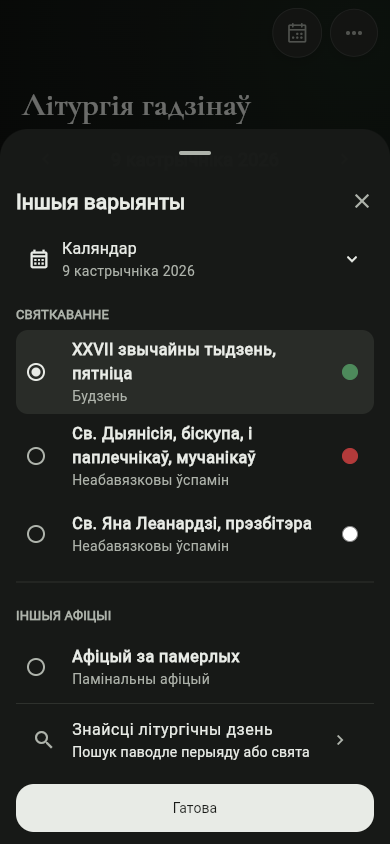 Літургія гадзінаў
Іншыя варыянты
Каляндар
9 кастрычніка 2026
СВЯТКАВАННЕ
XXVII звычайны тыдзень,
пятніца
Будзень
Св. Дыянісія, біскупа, і
паплечнікаў, мучанікаў
Неабавязковы ўспамін
Св. Яна Леанардзі, прэзбітэра
Неабавязковы ўспамін
ІНШЫЯ АФІЦЫІ
Афіцый за памерлых
Памінальны афіцый
Знайсці літургічны дзень
Пошук паводле перыяду або свята
Гатова